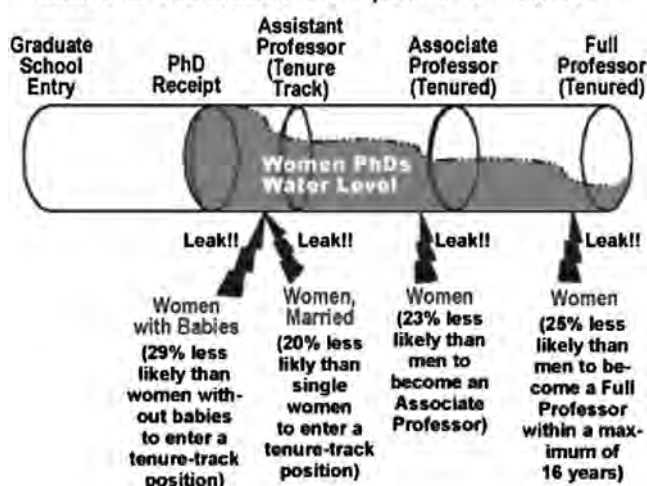 Graduate
School
Entry
PhD
Receipt
Assistant
Professor
(Tenure
Track)
Associate
Professor
(Tenured)
Full
Professor
(Tenured)
Women PhDs
Water Level
Leak!!
Leak!!
Leak!!
Leak!!
Women
with Babies
(29% less
likely than
women with-
out babies
to enter a
tenure-track
position)
Women,
Married
(20% less
likly than
single
women
to enter a
tenure-track
position)
Women
(23% less
likely than
men to
become an
Associate
Professor)
Women
(25% less
likely than
men to be-
come a Full
Professor
within a max-
imum of
16 years)